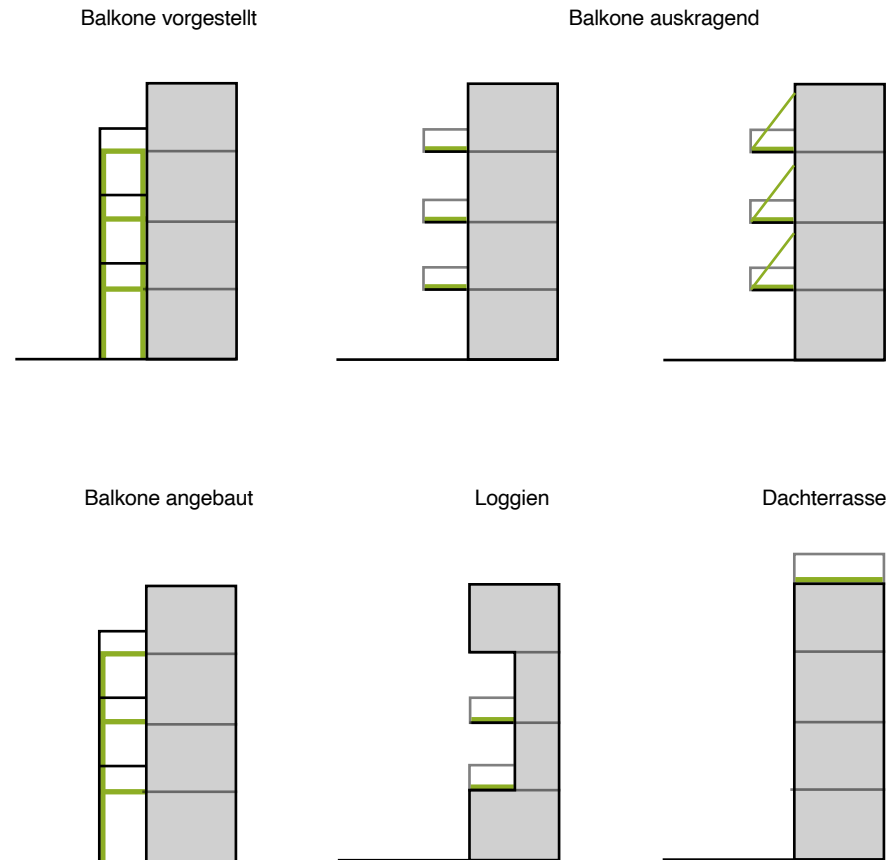 Balkone vorgestellt
Balkone auskragend
Balkone angebaut
Loggien
Dachterrasse